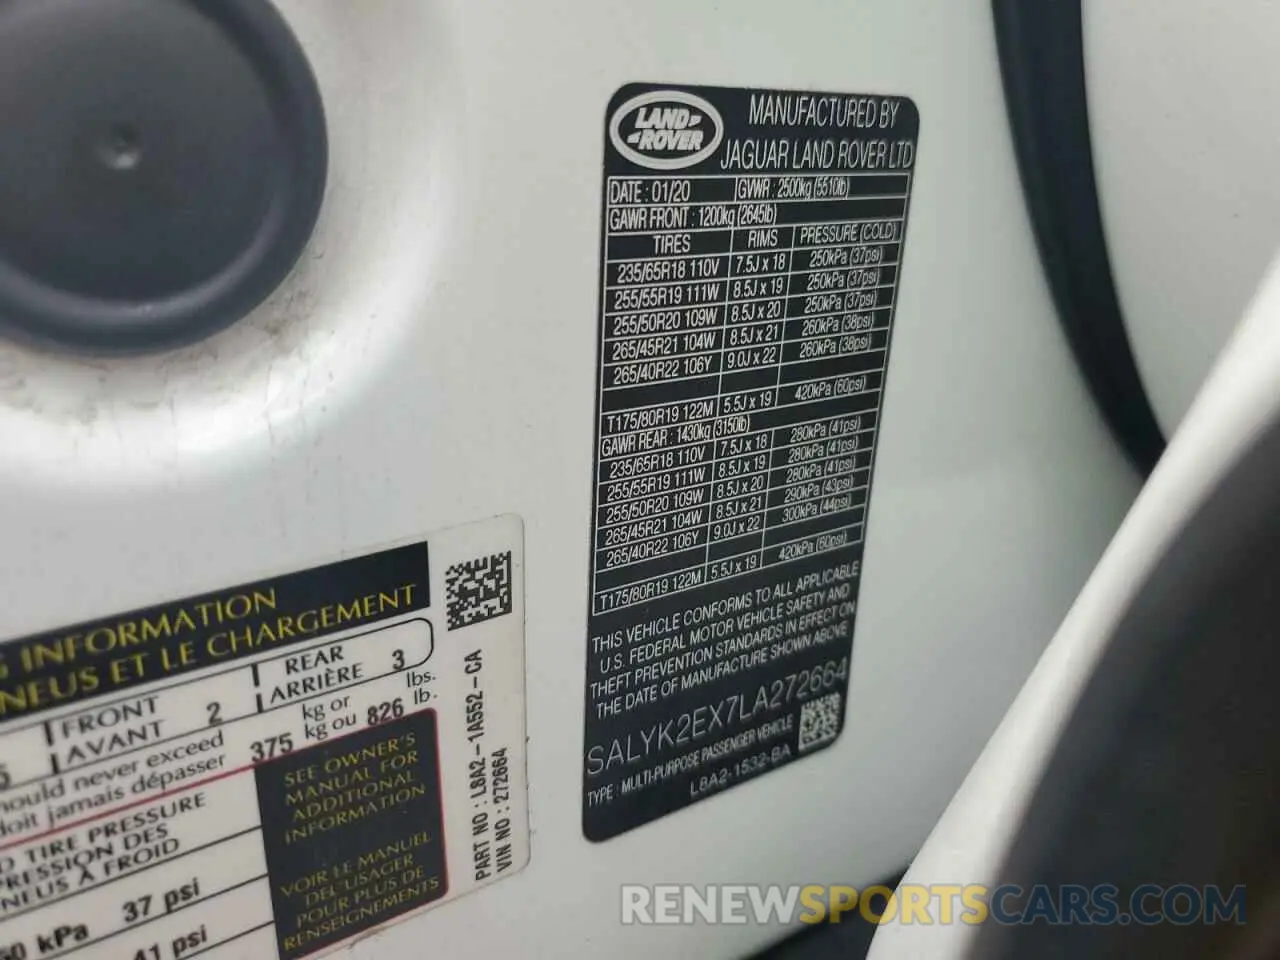 LAND
ROVER
MANUFACTURED BY
JAGUAR LAND ROVER LTD
DATE : 01/20 GVWR : 2500kg (5510lb)
GAWR FRONT : 1200kg (2645lb)
TIRES RIMS PRESSURE (COLD)
235/65R18 110V 7.5J x 18 250kPa (37psi)
255/55R19 111W 8.5J x 19 250kPa (37psi)
255/50R20 109W 8.5J x 20 250kPa (37psi)
265/45R21 104W 8.5J x 21 260kPa (38psi)
265/40R22 106Y 9.0J x 22 260kPa (38psi)
T175/80R19 122M 5.5J x 19 420kPa (60psi)
GAWR REAR : 1430kg (3150lb)
235/65R18 110V 7.5J x 18 280kPa (41psi)
255/55R19 111W 8.5J x 19 280kPa (41psi)
255/50R20 109W 8.5J x 20 280kPa (41psi)
265/45R21 104W 8.5J x 21 290kPa (43psi)
265/40R22 106Y 9.0J x 22 300kPa (44psi)
T175/80R19 122M 5.5J x 19 420kPa (60psi)
THIS VEHICLE CONFORMS TO ALL APPLICABLE
U.S. FEDERAL MOTOR VEHICLE SAFETY AND
THEFT PREVENTION STANDARDS IN EFFECT ON
THE DATE OF MANUFACTURE SHOWN ABOVE
SALYK2EX7LA272664
TYPE : MULTI-PURPOSE PASSENGER VEHICLE
L8A2-1532-BA
G INFORMATION
NEUS ET LE CHARGEMENT
5 FRONT AVANT 2 REAR ARRIÈRE 3
hould never exceed
doit jamais dépasser 375 kg or kg ou 826 lbs. lb.
D TIRE PRESSURE
RESSION DES
NEUS À FROID
50 kPa 37 psi
41 psi
SEE OWNER'S
MANUAL FOR
ADDITIONAL
INFORMATION
VOIR LE MANUEL
DE L'USAGER
POUR PLUS DE
RENSEIGNEMENTS
PART NO : L8A2-1A552-CA
VIN NO : 272664
RENEWSPORTSCARS.COM